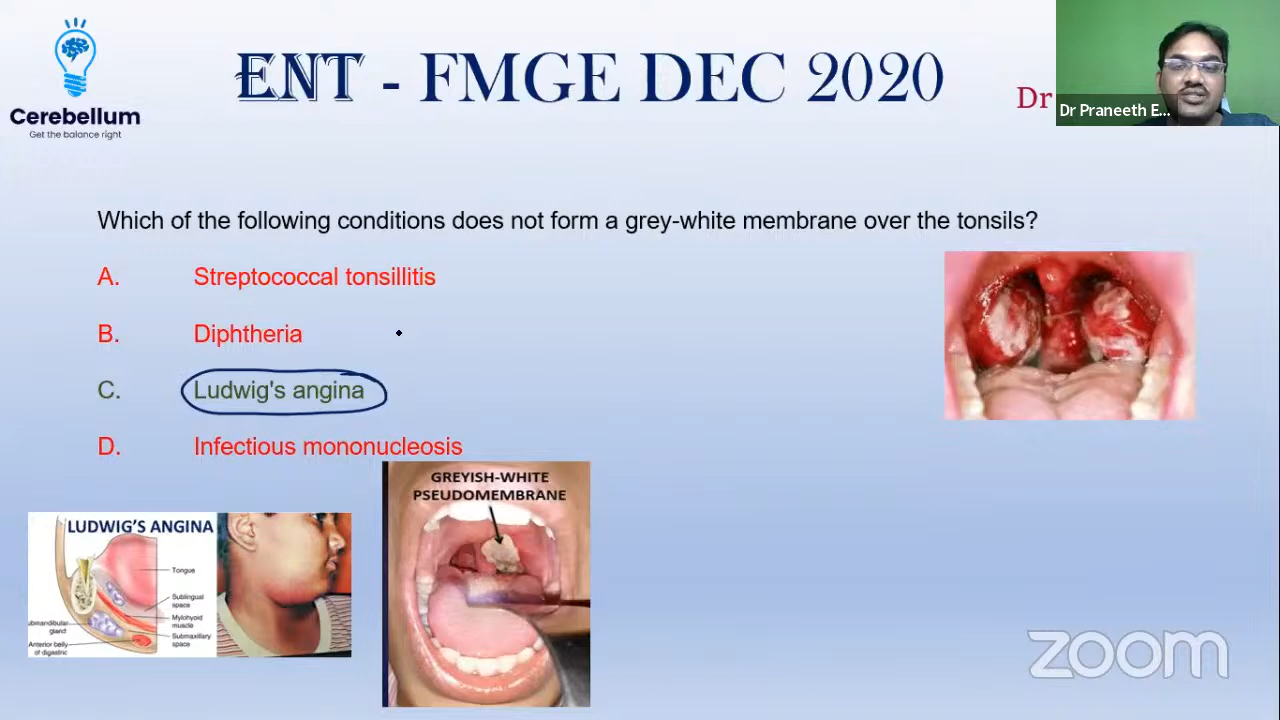 Cerebellum
Get the balance right
ENT - FMGE DEC 2020
Dr
Dr Praneeth E...
Which of the following conditions does not form a grey-white membrane over the tonsils?
A. Streptococcal tonsillitis
B. Diphtheria
C. Ludwig's angina
D. Infectious mononucleosis
LUDWIG'S ANGINA
Tongue
Sublingual
space
Mylohyoid
muscle
Submaxillary
space
ubmandibular
gland
Anterior belly
of digastric
GREYISH-WHITE
PSEUDOMEMBRANE
zoom